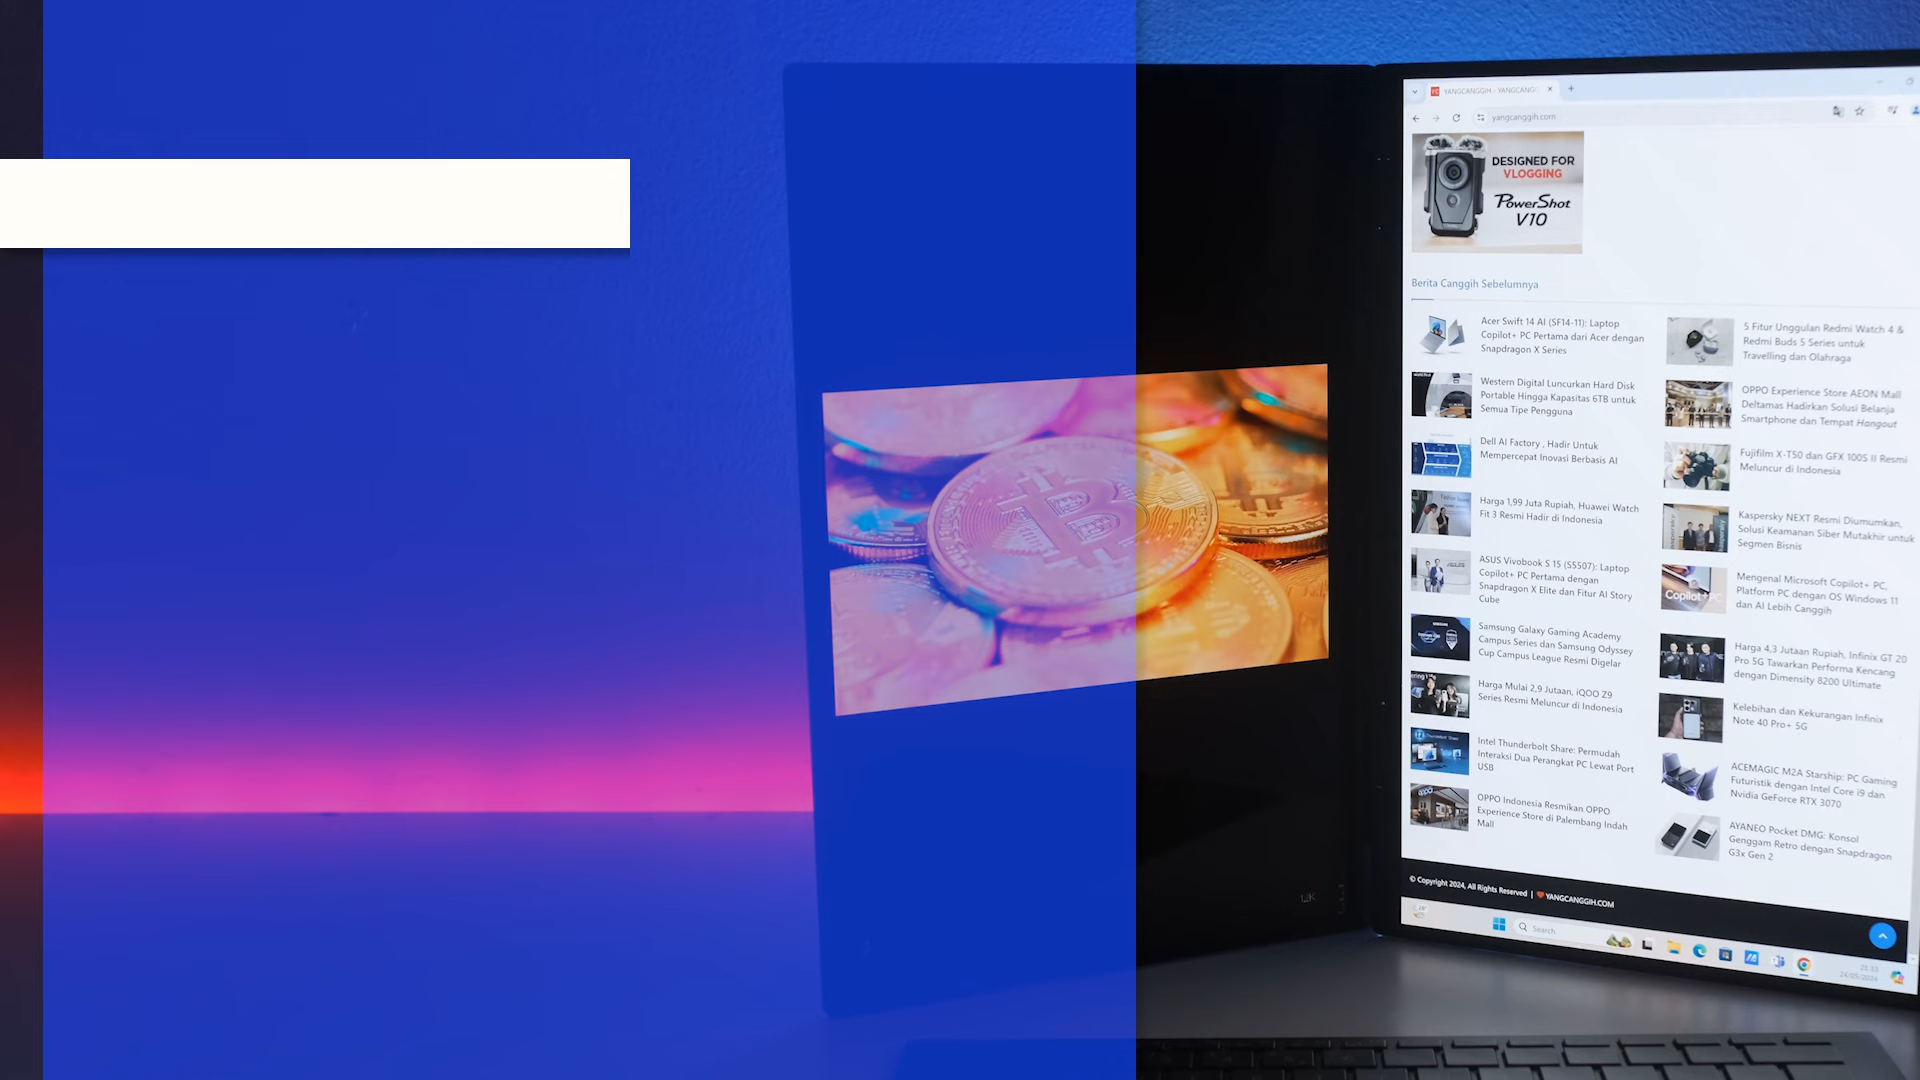 YANGCANGGIH - YANGCANG
yangcanggih.com
DESIGNED FOR
VLOGGING
PowerShot
V10
Berita Canggih Sebelumnya
Acer Swift 14 AI (SF14-11): Laptop
Copilot+ PC Pertama dari Acer dengan
Snapdragon X Series
Western Digital Luncurkan Hard Disk
Portable Hingga Kapasitas 6TB untuk
Semua Tipe Pengguna
Dell AI Factory , Hadir Untuk
Mempercepat Inovasi Berbasis AI
Harga 1,99 Juta Rupiah, Huawei Watch
Fit 3 Resmi Hadir di Indonesia
ASUS Vivobook S 15 (S5507): Laptop
Copilot+ PC Pertama dengan
Snapdragon X Elite dan Fitur AI Story
Cube
Samsung Galaxy Gaming Academy
Campus Series dan Samsung Odyssey
Cup Campus League Resmi Digelar
Harga Mulai 2,9 Jutaan, iQOO Z9
Series Resmi Meluncur di Indonesia
Intel Thunderbolt Share: Permudah
Interaksi Dua Perangkat PC Lewat Port
USB
OPPO Indonesia Resmikan OPPO
Experience Store di Palembang Indah
Mall
5 Fitur Unggulan Redmi Watch 4 &
Redmi Buds 5 Series untuk
Travelling dan Olahraga
OPPO Experience Store AEON Mall
Deltamas Hadirkan Solusi Belanja
Smartphone dan Tempat Hangout
Fujifilm X-T50 dan GFX 100S II Resmi
Meluncur di Indonesia
Kaspersky NEXT Resmi Diumumkan,
Solusi Keamanan Siber Mutakhir untuk
Segmen Bisnis
Copilot+PC
Mengenal Microsoft Copilot+ PC,
Platform PC dengan OS Windows 11
dan AI Lebih Canggih
Harga 4,3 Jutaan Rupiah, Infinix GT 20
Pro 5G Tawarkan Performa Kencang
dengan Dimensity 8200 Ultimate
Kelebihan dan Kekurangan Infinix
Note 40 Pro+ 5G
ACEMAGIC M2A Starship: PC Gaming
Futuristik dengan Intel Core i9 dan
Nvidia GeForce RTX 3070
AYANEO Pocket DMG: Konsol
Genggam Retro dengan Snapdragon
G3x Gen 2
© Copyright 2024, All Rights Reserved | YANGCANGGIH.COM
Search
21:33
24/05/2024